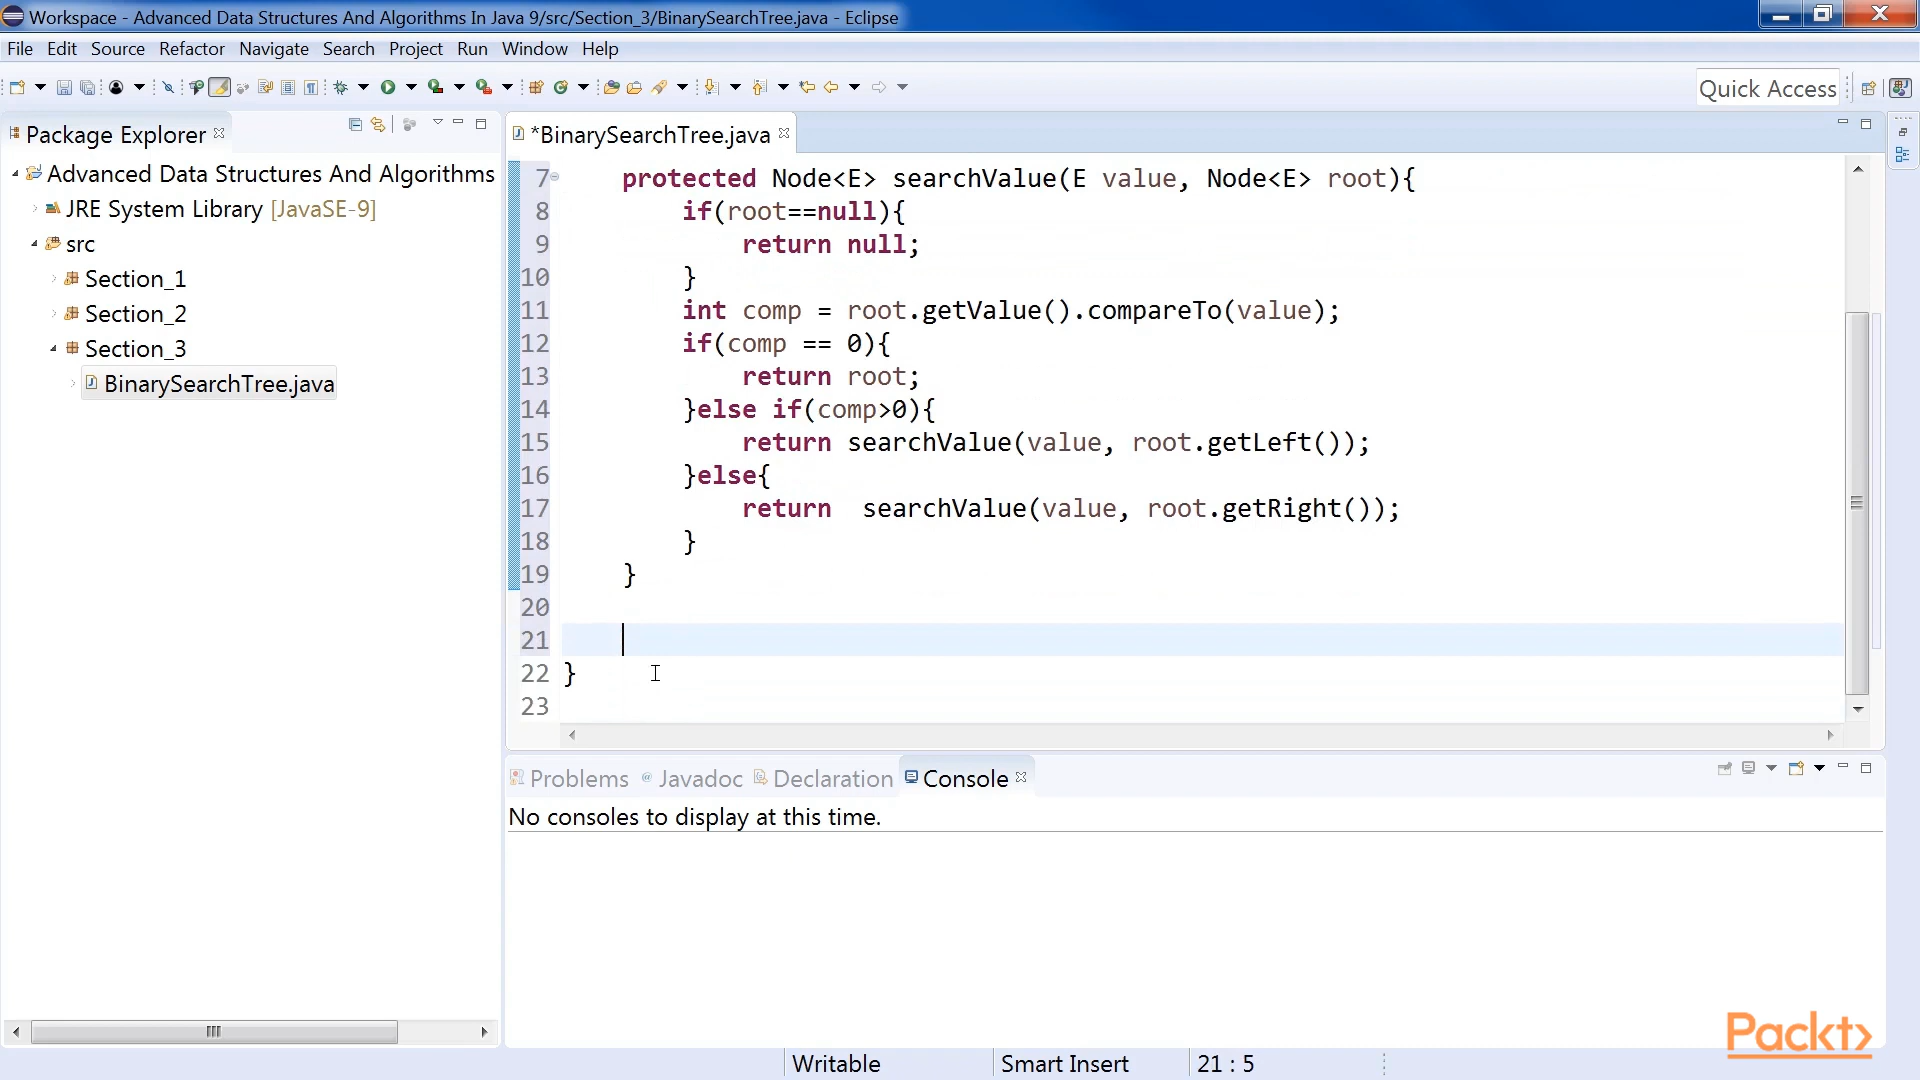 Workspace - Advanced Data Structures And Algorithms In Java 9/src/Section_3/BinarySearchTree.java - Eclipse
File Edit Source Refactor Navigate Search Project Run Window Help
Quick Access
Package Explorer
*BinarySearchTree.java
Advanced Data Structures And Algorithms
JRE System Library [JavaSE-9]
src
Section_1
Section_2
Section_3
BinarySearchTree.java
7 protected Node<E> searchValue(E value, Node<E> root){
8 if(root==null){
9 return null;
10 }
11 int comp = root.getValue().compareTo(value);
12 if(comp == 0){
13 return root;
14 }else if(comp>0){
15 return searchValue(value, root.getLeft());
16 }else{
17 return  searchValue(value, root.getRight());
18 }
19 }
20
21
22 }
23
Problems Javadoc Declaration Console
No consoles to display at this time.
Writable Smart Insert 21 : 5
Packt>